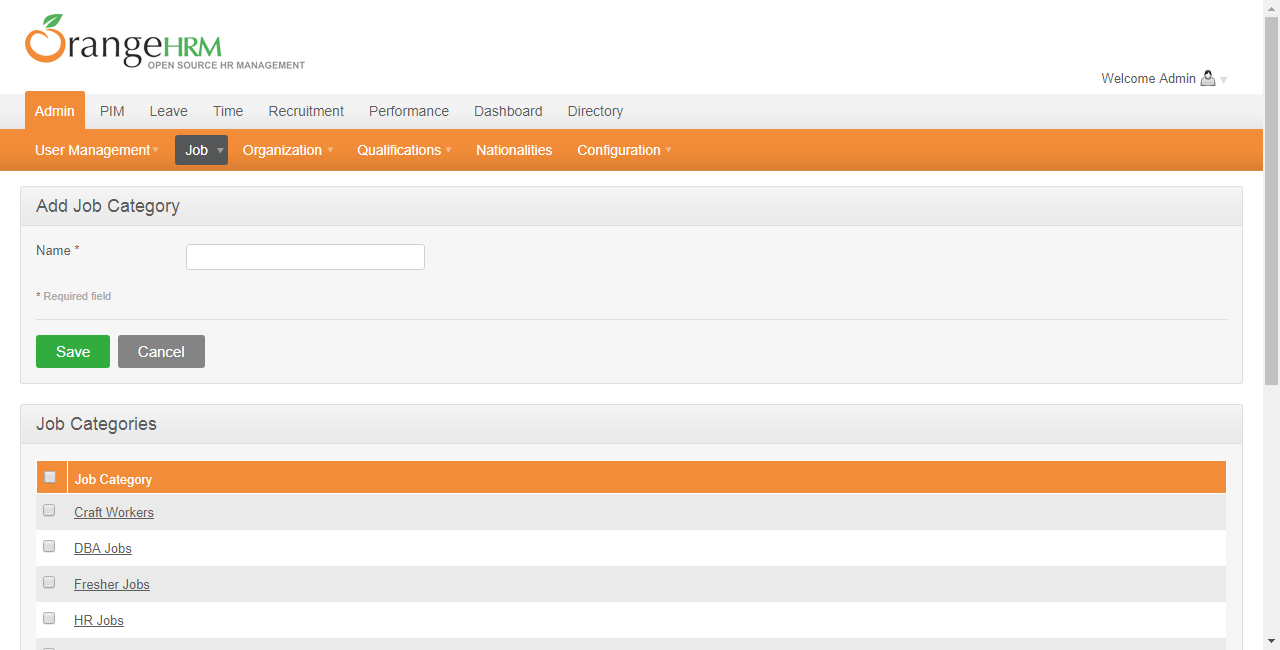 OrangeHRM
OPEN SOURCE HR MANAGEMENT
Welcome Admin
Admin PIM Leave Time Recruitment Performance Dashboard Directory
User Management Job Organization Qualifications Nationalities Configuration
Add Job Category
Name *
* Required field
Save Cancel
Job Categories
Job Category
Craft Workers
DBA Jobs
Fresher Jobs
HR Jobs